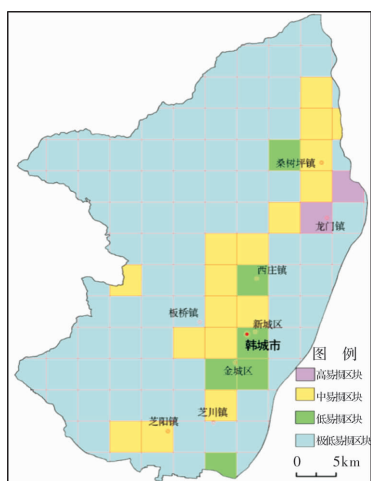 桑树坪镇
龙门镇
西庄镇
板桥镇
新城区
韩城市
金城区
芝川镇
芝阳镇
图 例
高易损区块
中易损区块
低易损区块
极低易损区块
0 5km